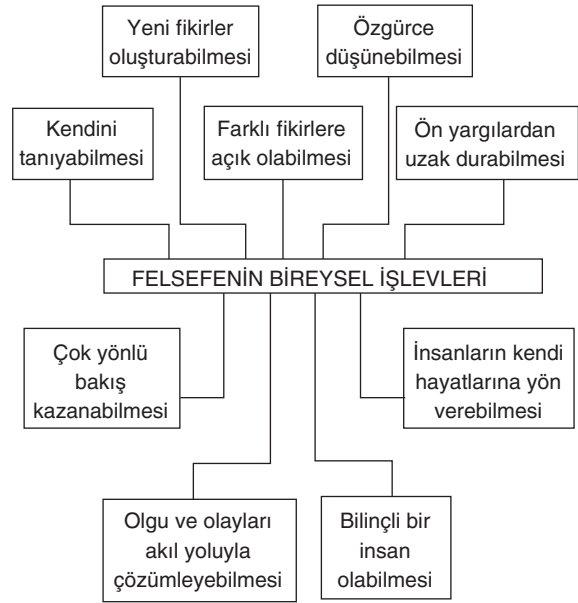 Yeni fikirler
oluşturabilmesi
Özgürce
düşünebilmesi
Kendini
tanıyabilmesi
Farklı fikirlere
açık olabilmesi
Ön yargılardan
uzak durabilmesi
FELSEFENİN BİREYSEL İŞLEVLERİ
Çok yönlü
bakış
kazanabilmesi
İnsanların kendi
hayatlarına yön
verebilmesi
Olgu ve olayları
akıl yoluyla
çözümleyebilmesi
Bilinçli bir
insan
olabilmesi